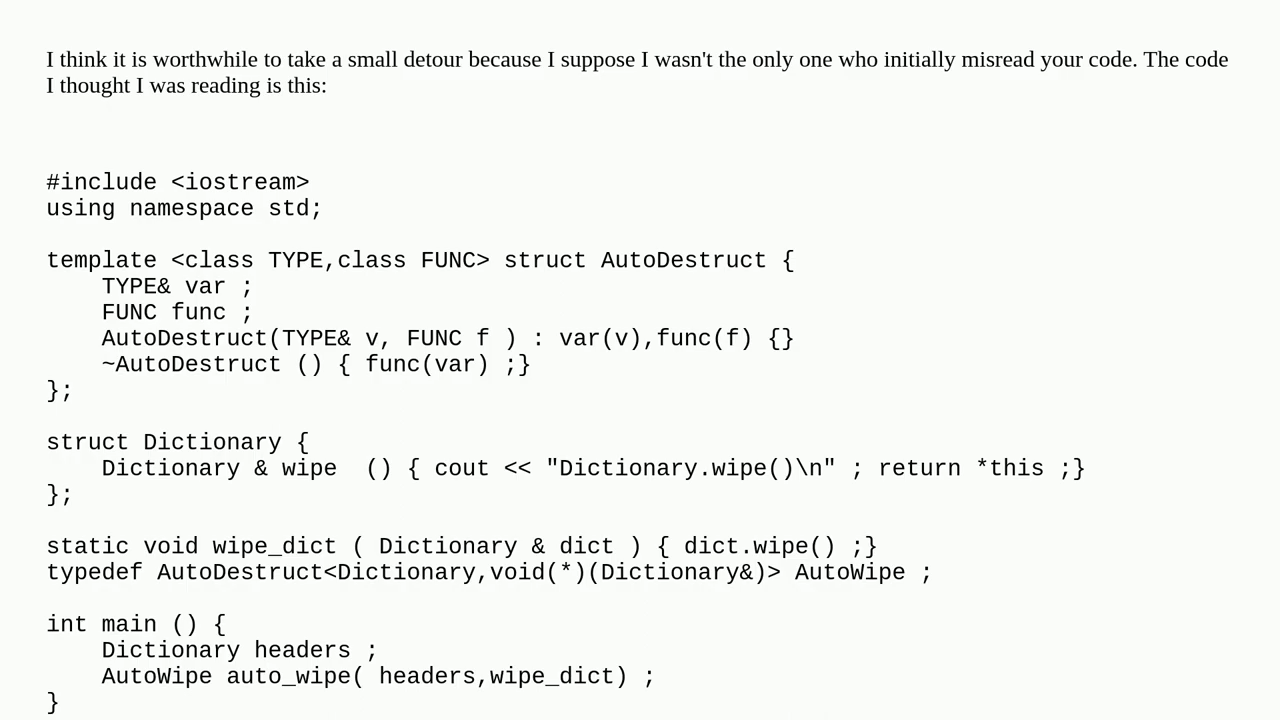 I think it is worthwhile to take a small detour because I suppose I wasn't the only one who initially misread your code. The code
I thought I was reading is this:
#include <iostream>
using namespace std;
template <class TYPE,class FUNC> struct AutoDestruct {
    TYPE& var ;
    FUNC func ;
    AutoDestruct(TYPE& v, FUNC f ) : var(v),func(f) {}
    ~AutoDestruct () { func(var) ;}
};
struct Dictionary {
    Dictionary & wipe  () { cout << "Dictionary.wipe()\n" ; return *this ;}
};
static void wipe_dict ( Dictionary & dict ) { dict.wipe() ;}
typedef AutoDestruct<Dictionary,void(*)(Dictionary&)> AutoWipe ;
int main () {
    Dictionary headers ;
    AutoWipe auto_wipe( headers,wipe_dict) ;
}